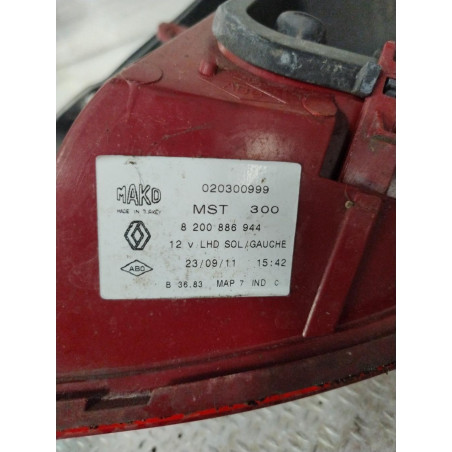 MAKO 020300999
MADE IN TURKEY MST 300
8 200 886 944
12 v LHD SOL/GAUCHE
23/09/11 15:42
ABS
B 36.83 MAP 7 IND C